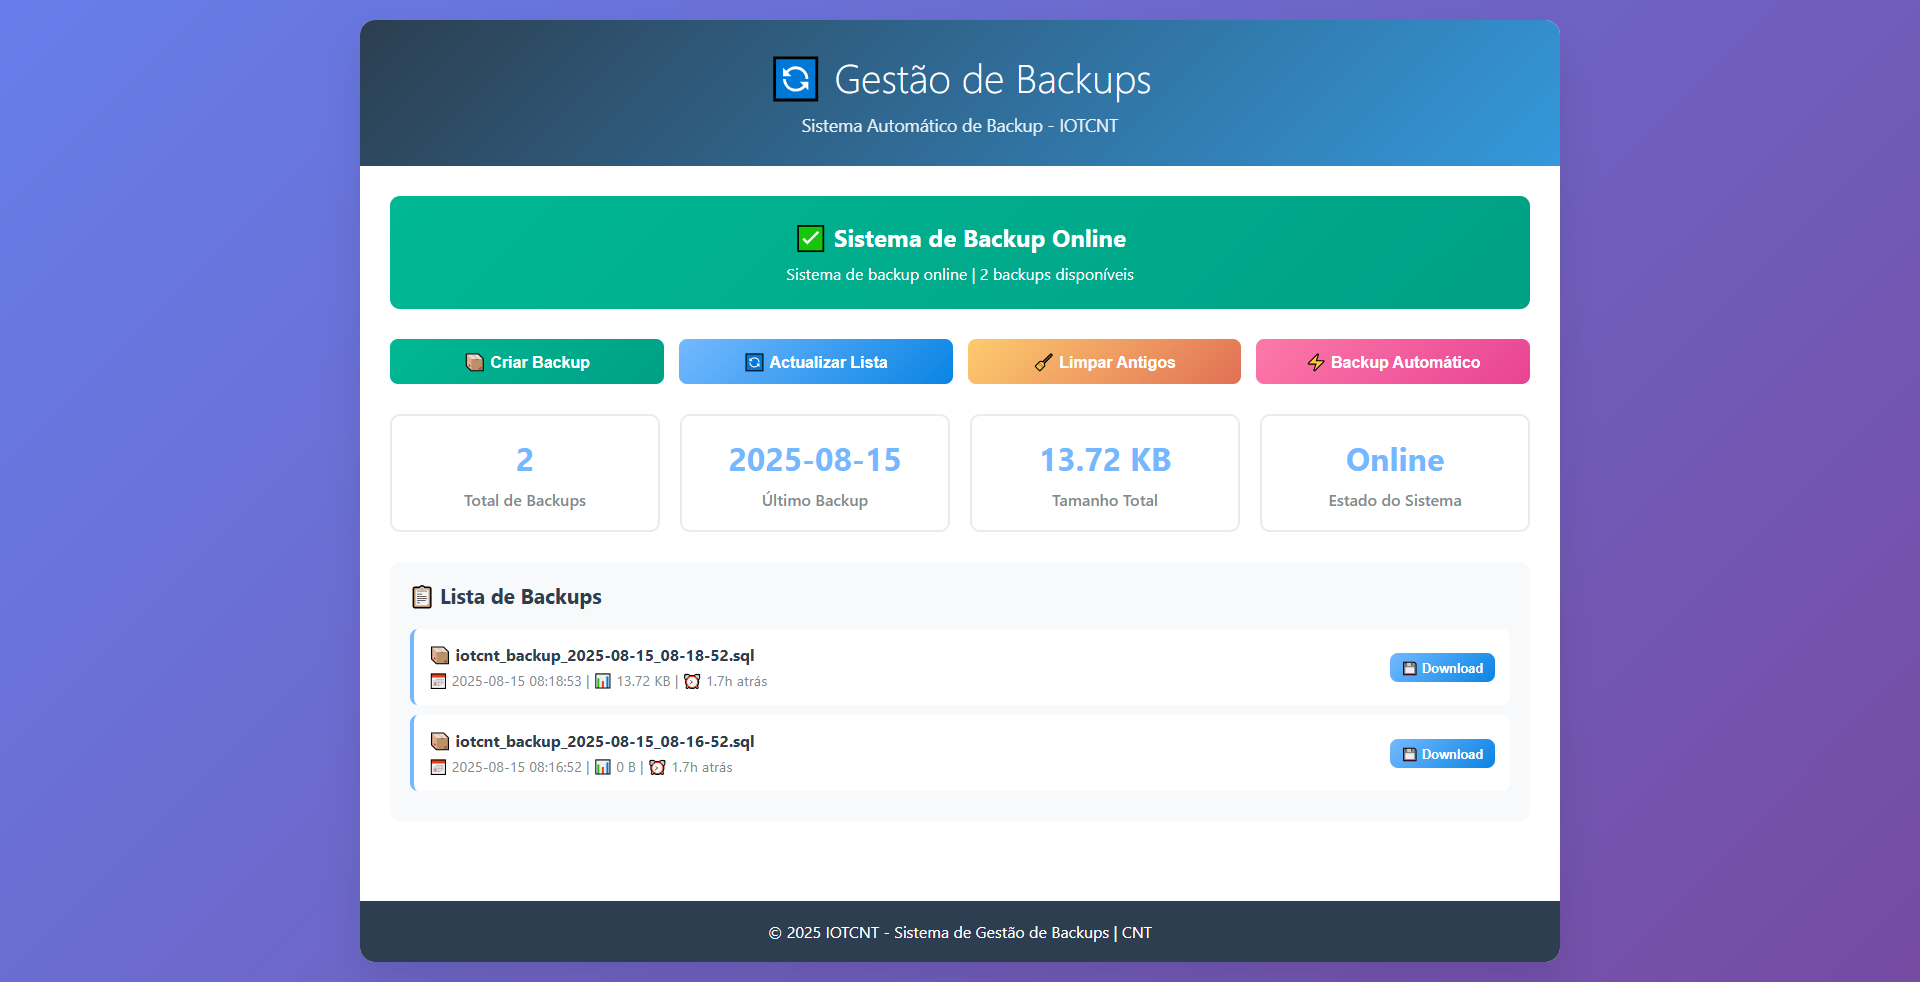 Gestão de Backups
Sistema Automático de Backup - IOTCNT
Sistema de Backup Online
Sistema de backup online | 2 backups disponíveis
Criar Backup
Actualizar Lista
Limpar Antigos
Backup Automático
2
Total de Backups
2025-08-15
Último Backup
13.72 KB
Tamanho Total
Online
Estado do Sistema
Lista de Backups
iotcnt_backup_2025-08-15_08-18-52.sql
2025-08-15 08:18:53 | 13.72 KB | 1.7h atrás
Download
iotcnt_backup_2025-08-15_08-16-52.sql
2025-08-15 08:16:52 | 0 B | 1.7h atrás
Download
© 2025 IOTCNT - Sistema de Gestão de Backups | CNT